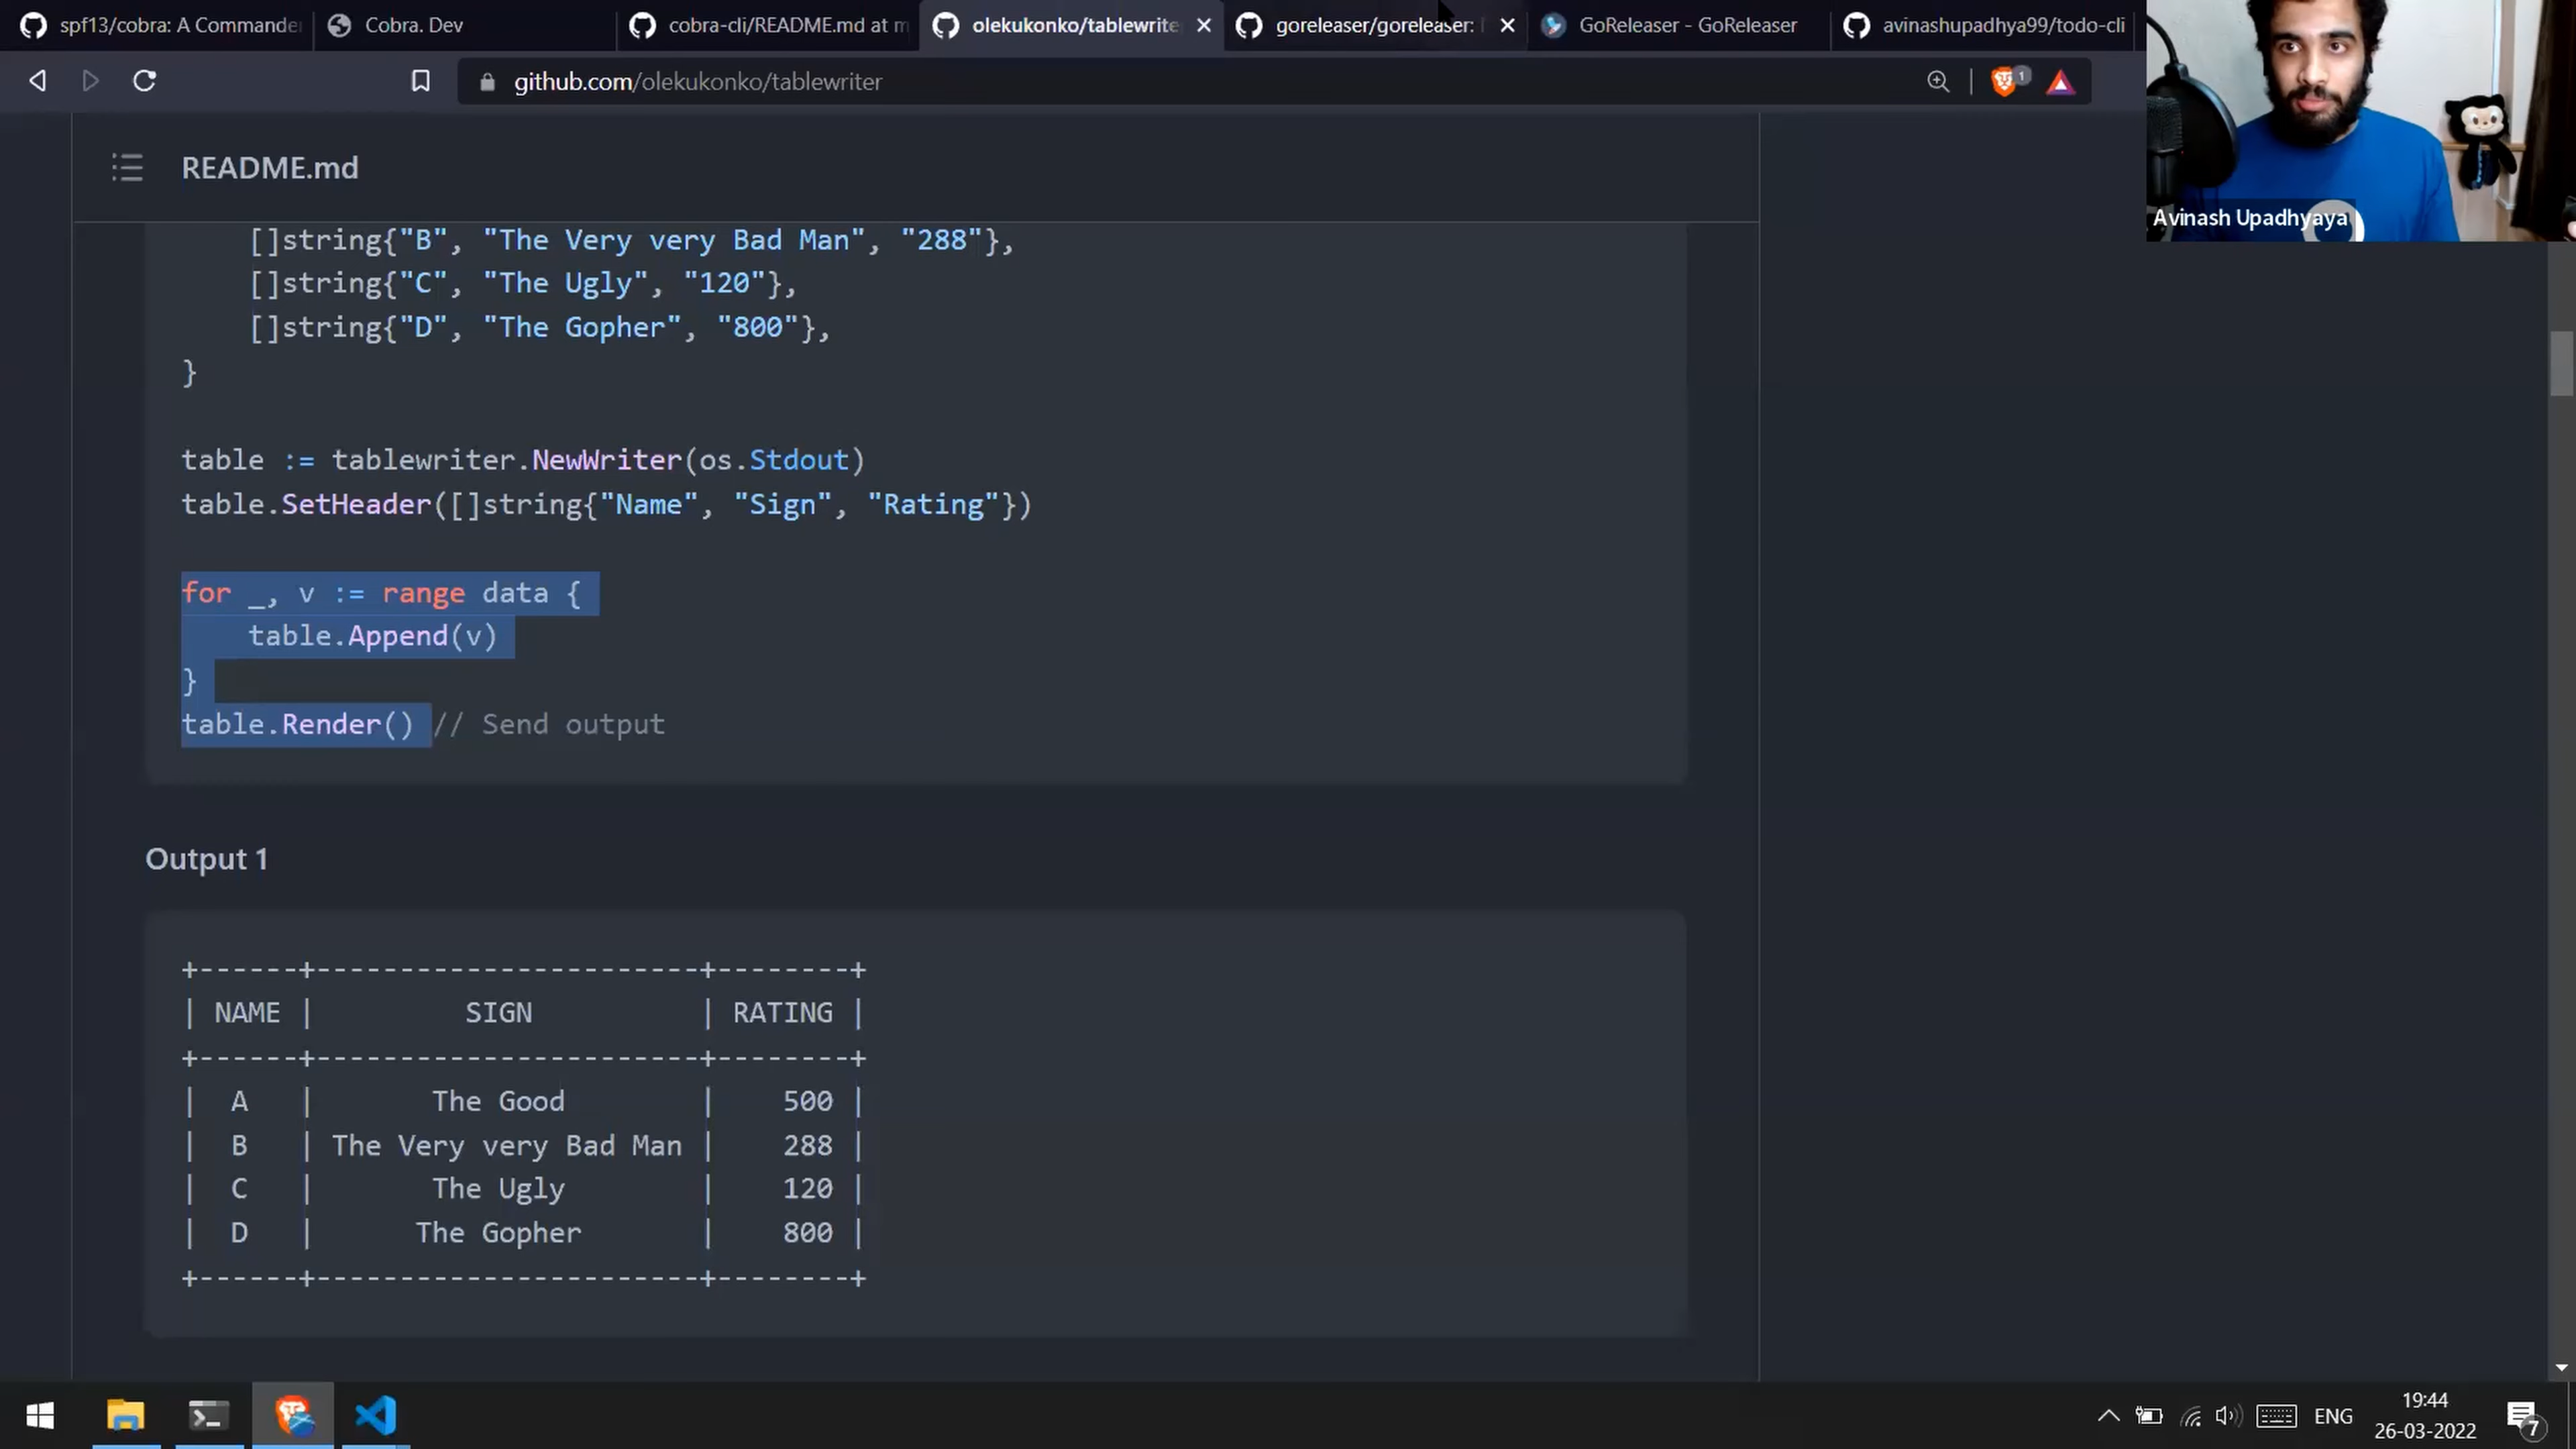 spf13/cobra: A Commander
Cobra. Dev
cobra-cli/README.md at m
olekukonko/tablewrite
goreleaser/goreleaser:
GoReleaser - GoReleaser
avinashupadhya99/todo-cli
github.com/olekukonko/tablewriter
1
Avinash Upadhyaya
README.md
[]string{"B", "The Very very Bad Man", "288"},
[]string{"C", "The Ugly", "120"},
[]string{"D", "The Gopher", "800"},
}
table := tablewriter.NewWriter(os.Stdout)
table.SetHeader([]string{"Name", "Sign", "Rating"})
for _, v := range data {
table.Append(v)
}
table.Render() // Send output
Output 1
+------+-----------------------+--------+
| NAME |         SIGN          | RATING |
+------+-----------------------+--------+
|  A   |       The Good        |    500 |
|  B   | The Very very Bad Man |    288 |
|  C   |       The Ugly        |    120 |
|  D   |      The Gopher       |    800 |
+------+-----------------------+--------+
ENG
19:44
26-03-2022
7